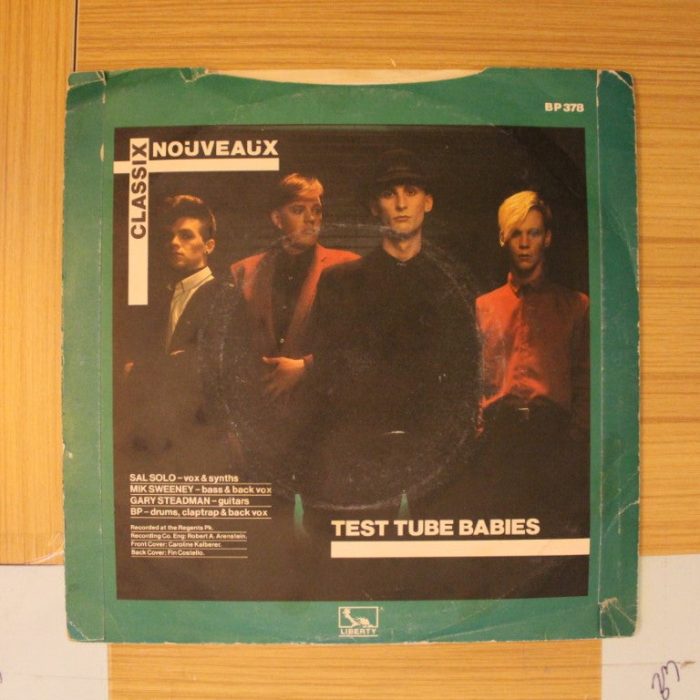 BP 378
CLASSIX
NOUVEAUX
SAL SOLO – vox & synths
MIK SWEENEY – bass & back vox
GARY STEADMAN – guitars
BP – drums, claptrap & back vox
Recorded at the Regents Pk.
Recording Co. Eng: Robert A. Arenstein.
Front Cover: Caroline Kalberer.
Back Cover: Fin Costello.
TEST TUBE BABIES
LIBERTY